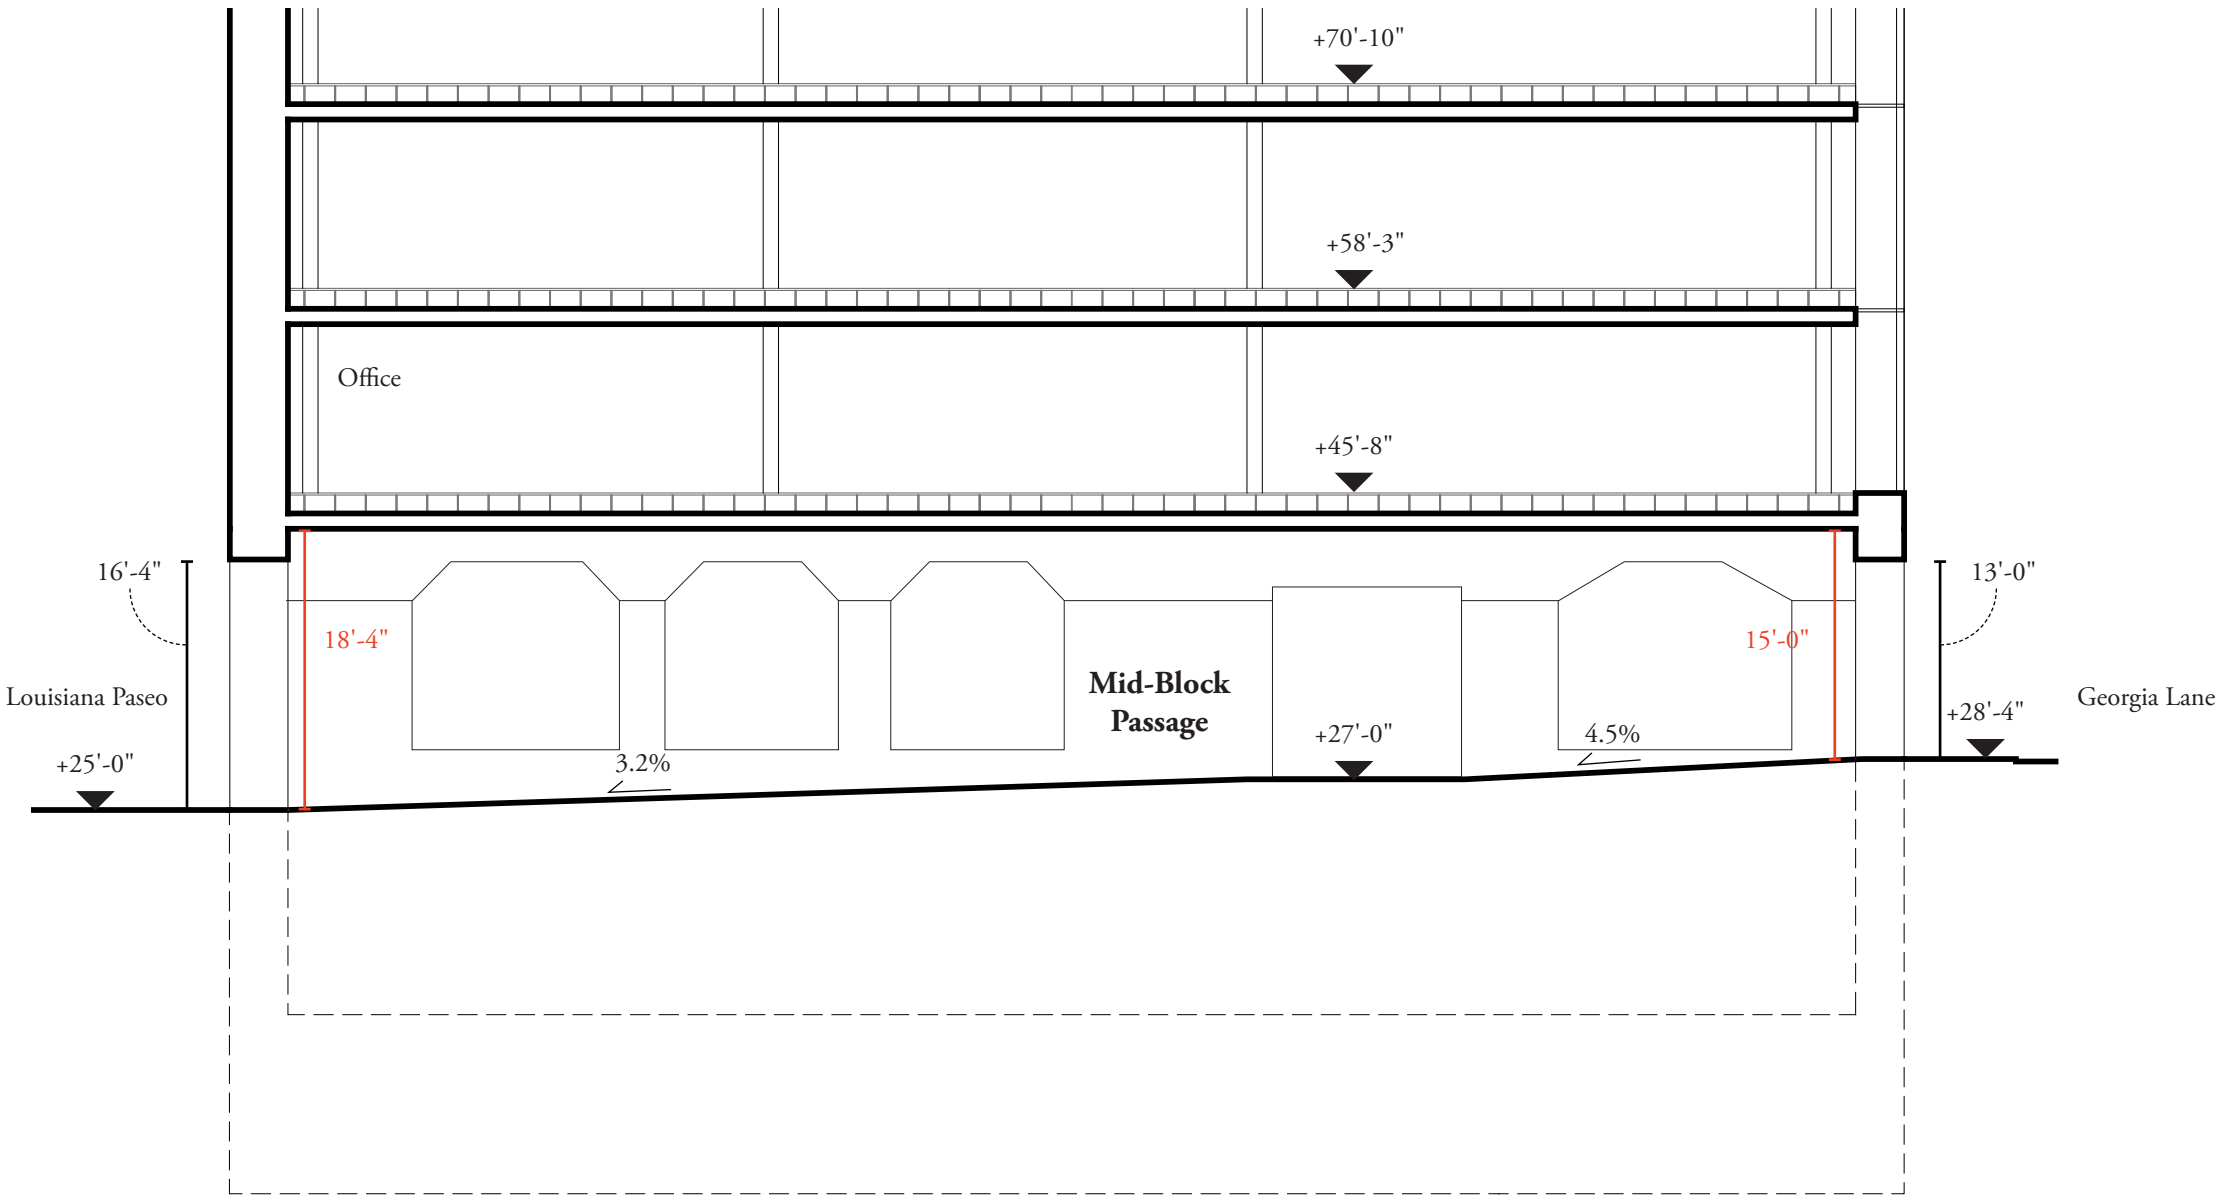 +70'-10"
+58'-3"
Office
+45'-8"
16'-4"
13'-0"
18'-4"
15'-0"
Louisiana Paseo
Mid-Block
Passage
Georgia Lane
+28'-4"
+27'-0"
4.5%
+25'-0"
3.2%